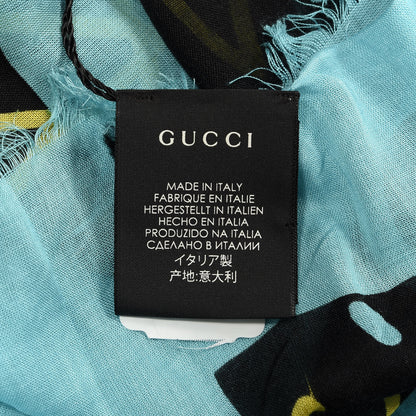 GUCCI
MADE IN ITALY
FABRIQUE EN ITALIE
HERGESTELLT IN ITALIEN
HECHO EN ITALIA
PRODUZIDO NA ITALIA
СДЕЛАНО В ИТАЛИИ
イタリア製
产地:意大利